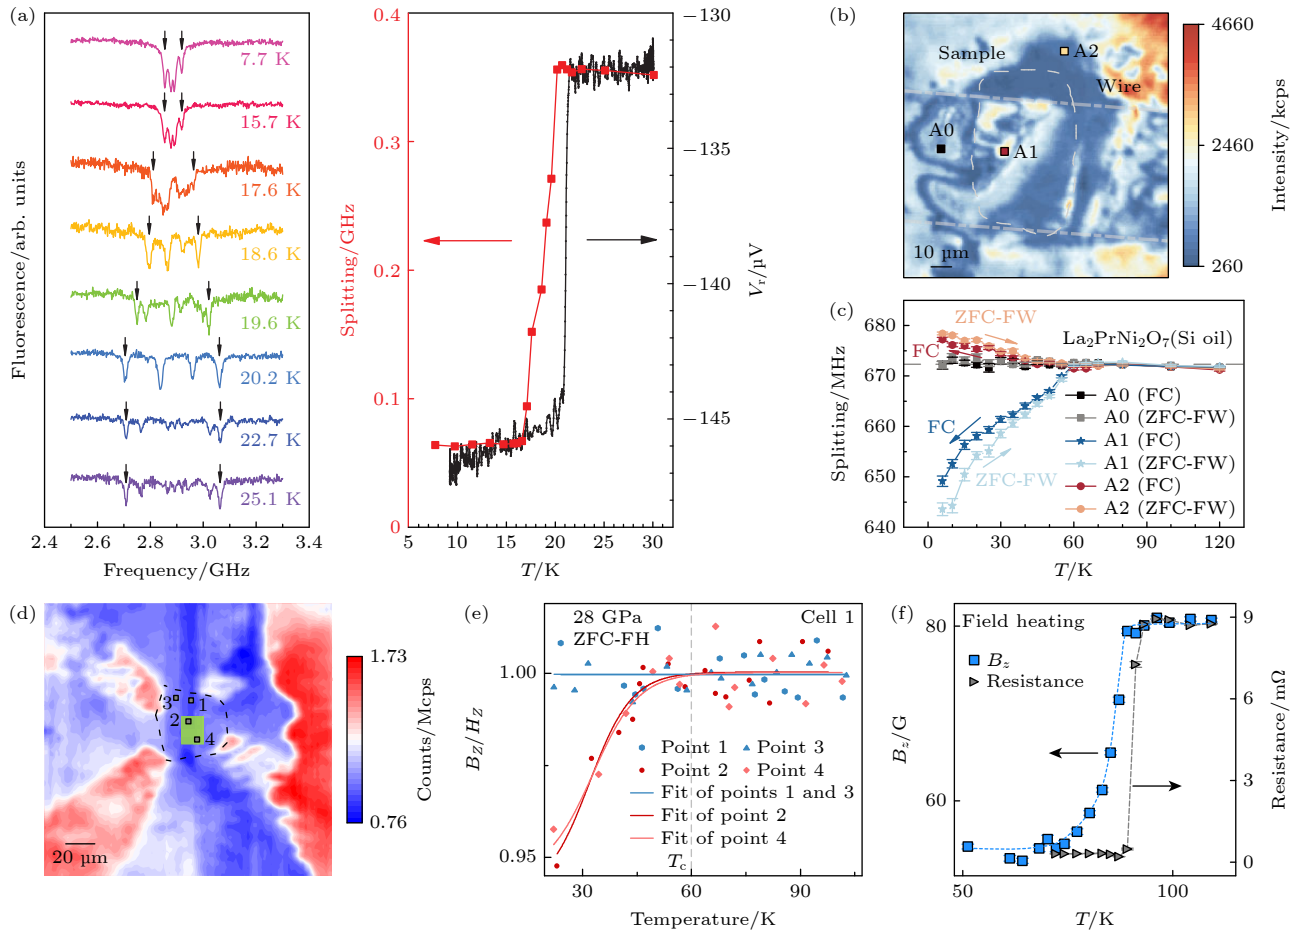 (a)
7.7 K
15.7 K
17.6 K
18.6 K
19.6 K
20.2 K
22.7 K
25.1 K
Fluorescence/arb. units
2.4 2.6 2.8 3.0 3.2 3.4
Frequency/GHz
0.4
0.3
0.2
0.1
0
Splitting/GHz
−130
−135
−140
−145
Vr/μV
5 10 15 20 25 30
T/K
(b)
Sample
A2
Wire
A0
A1
10 μm
4660
2460
260
Intensity/kcps
(c)
680
670
660
650
640
Splitting/MHz
ZFC-FW
La2PrNi2O7(Si oil)
FC
FC
ZFC-FW
A0 (FC)
A0 (ZFC-FW)
A1 (FC)
A1 (ZFC-FW)
A2 (FC)
A2 (ZFC-FW)
0 30 60 90 120
T/K
(d)
3
1
2
4
20 μm
1.73
0.76
Counts/Mcps
(e)
28 GPa
Cell 1
ZFC-FH
1.00
0.95
BZ/HZ
Point 1
Point 3
Point 2
Point 4
Fit of points 1 and 3
Fit of point 2
Fit of point 4
Tc
30 60 90
Temperature/K
(f)
Field heating
Bz
Resistance
80
60
Bz/G
9
6
3
0
Resistance/mΩ
50 100
T/K